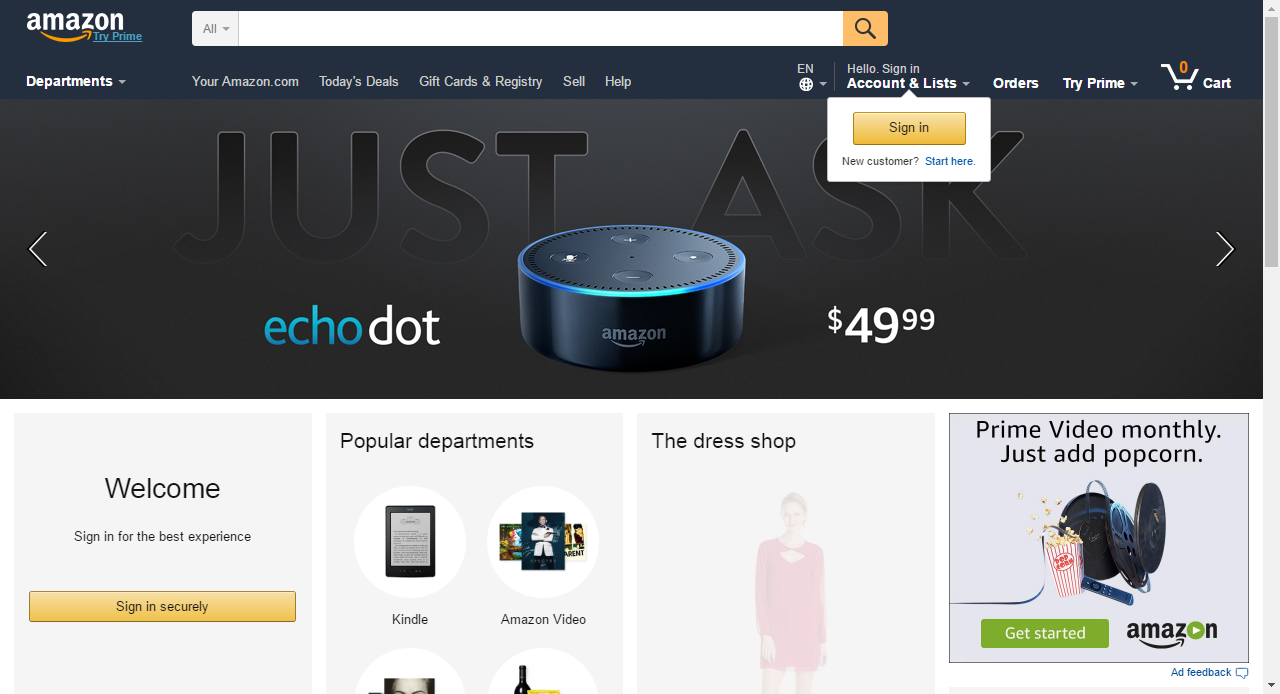 amazon
Try Prime
All
Departments
Your Amazon.com
Today's Deals
Gift Cards & Registry
Sell
Help
EN
Hello. Sign in
Account & Lists
Orders
Try Prime
0
Cart
Sign in
New customer? Start here.
JUST ASK
echo dot
amazon
$49 99
Welcome
Sign in for the best experience
Sign in securely
Popular departments
Kindle
Amazon Video
The dress shop
Prime Video monthly.
Just add popcorn.
Get started
amazon
Ad feedback